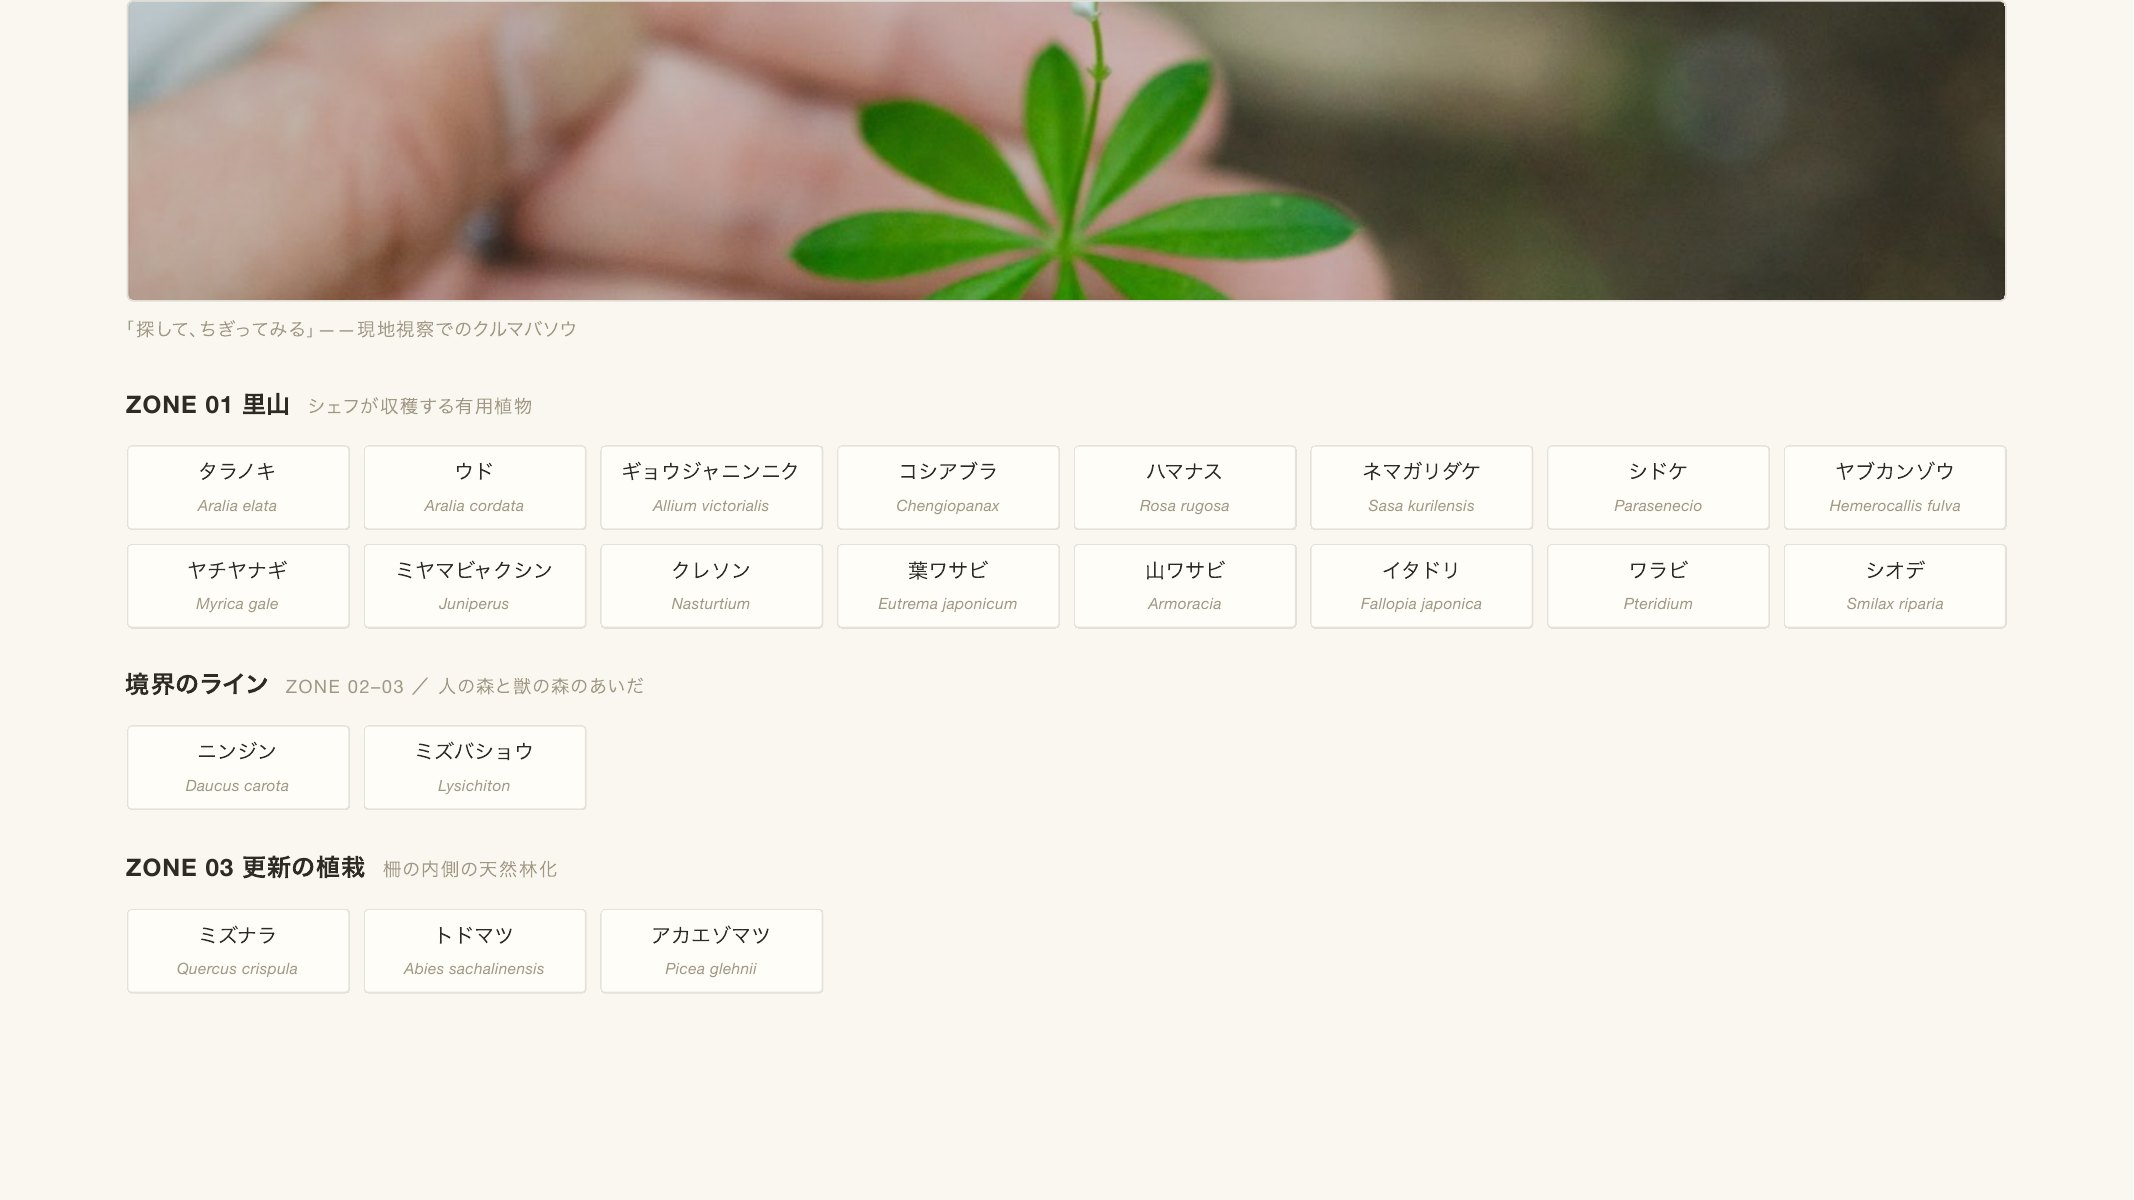 「探して、ちぎってみる」——現地視察でのクルマバソウ
ZONE 01 里山 シェフが収穫する有用植物
タラノキ ウド ギョウジャニンニク コシアブラ ハマナス ネマガリダケ シドケ ヤブカンゾウ
Aralia elata Aralia cordata Allium victorialis Chengiopanax Rosa rugosa Sasa kurilensis Parasenecio Hemerocallis fulva
ヤチヤナギ ミヤマビャクシン クレソン 葉ワサビ 山ワサビ イタドリ ワラビ シオデ
Myrica gale Juniperus Nasturtium Eutrema japonicum Armoracia Fallopia japonica Pteridium Smilax riparia
境界のライン ZONE 02–03 ／ 人の森と獣の森のあいだ
ニンジン ミズバショウ
Daucus carota Lysichiton
ZONE 03 更新の植栽 柵の内側の天然林化
ミズナラ トドマツ アカエゾマツ
Quercus crispula Abies sachalinensis Picea glehnii